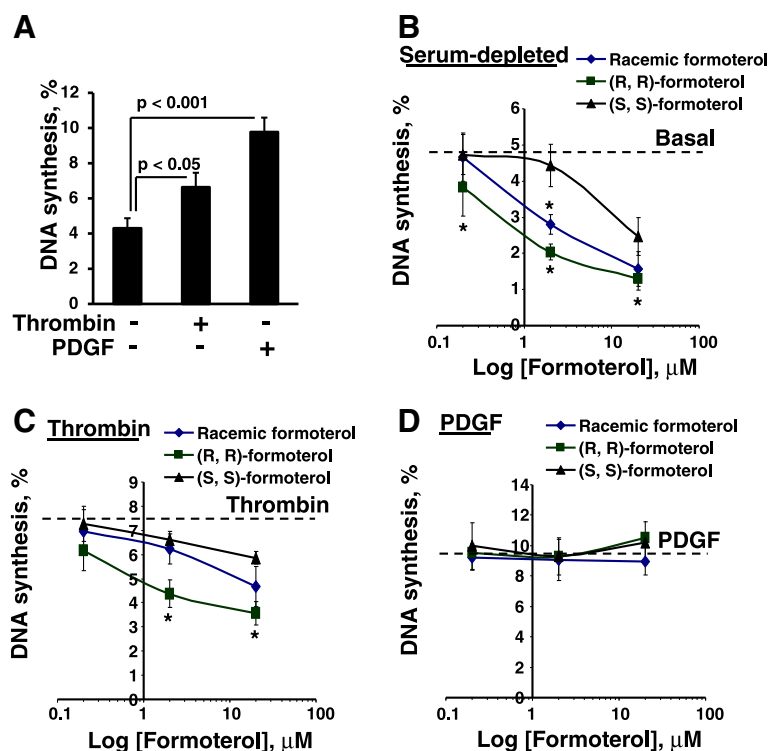 A
DNA synthesis, %
12
10
8
6
4
2
0
p < 0.001
p < 0.05
Thrombin - + -
PDGF - - +
B
Serum-depleted
Racemic formoterol
(R, R)-formoterol
(S, S)-formoterol
DNA synthesis, %
6
5
4
3
2
1
0
Basal
*
*
*
*
0.1 1 10 100
Log [Formoterol], μM
C
Thrombin
Racemic formoterol
(R, R)-formoterol
(S, S)-formoterol
DNA synthesis, %
9
8
7
6
5
4
3
2
1
0
Thrombin
*
*
0.1 1 10 100
Log [Formoterol], μM
D
PDGF
Racemic formoterol
(R, R)-formoterol
(S, S)-formoterol
DNA synthesis, %
14
12
10
8
6
4
2
0
PDGF
0.1 1 10 100
Log [Formoterol], μM